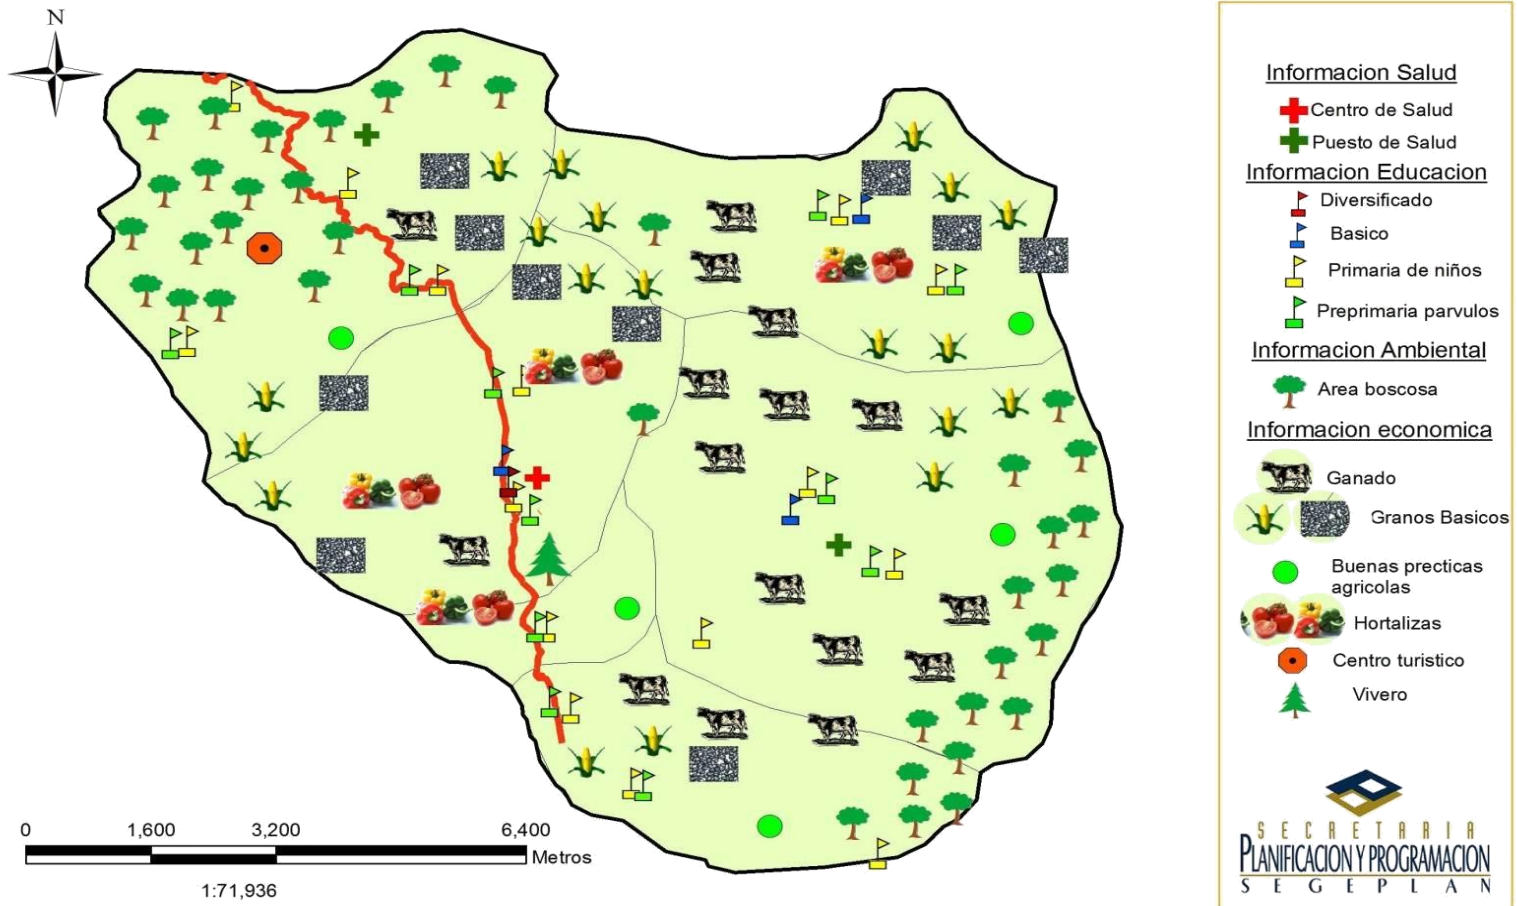 N
Informacion Salud
Centro de Salud
Puesto de Salud
Informacion Educacion
Diversificado
Basico
Primaria de niños
Preprimaria parvulos
Informacion Ambiental
Area boscosa
Informacion economica
Ganado
Granos Basicos
Buenas precticas
agricolas
Hortalizas
Centro turistico
Vivero
0 1,600 3,200 6,400
Metros
1:71,936
SECRETARIA
PLANIFICACION Y PROGRAMACION
SEGEPLAN